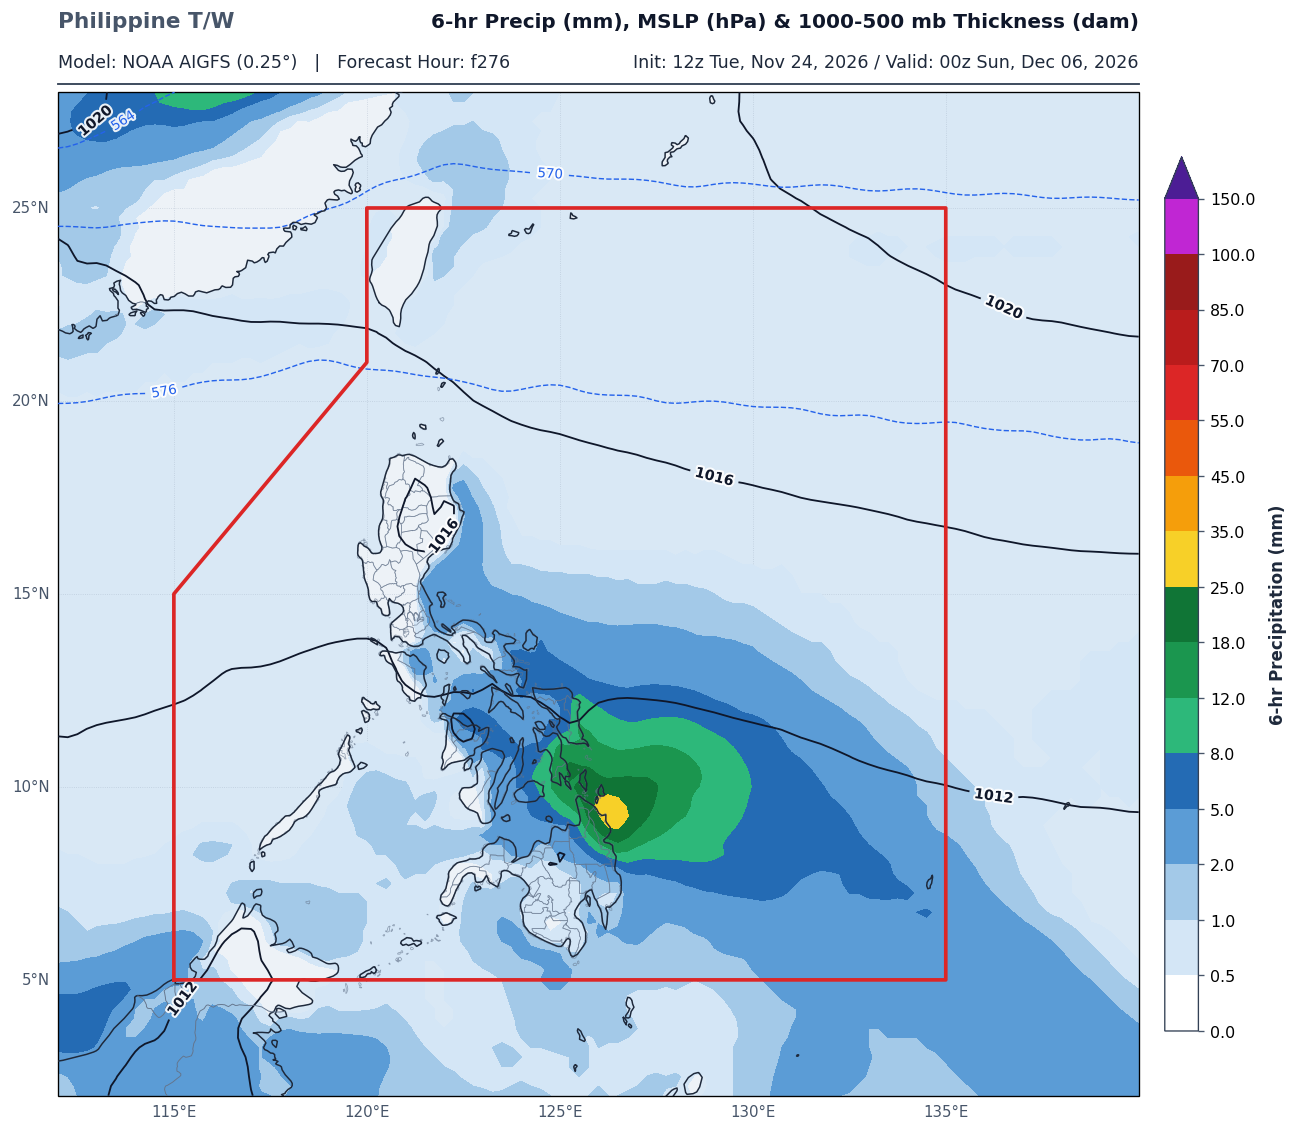 Philippine T/W
6-hr Precip (mm), MSLP (hPa) & 1000-500 mb Thickness (dam)
Model: NOAA AIGFS (0.25°) | Forecast Hour: f276
Init: 12z Tue, Nov 24, 2026 / Valid: 00z Sun, Dec 06, 2026
1020
564
570
576
1020
1016
1016
1012
1012
25°N
20°N
15°N
10°N
5°N
115°E
120°E
125°E
130°E
135°E
150.0
100.0
85.0
70.0
55.0
45.0
35.0
25.0
18.0
12.0
8.0
5.0
2.0
1.0
0.5
0.0
6-hr Precipitation (mm)